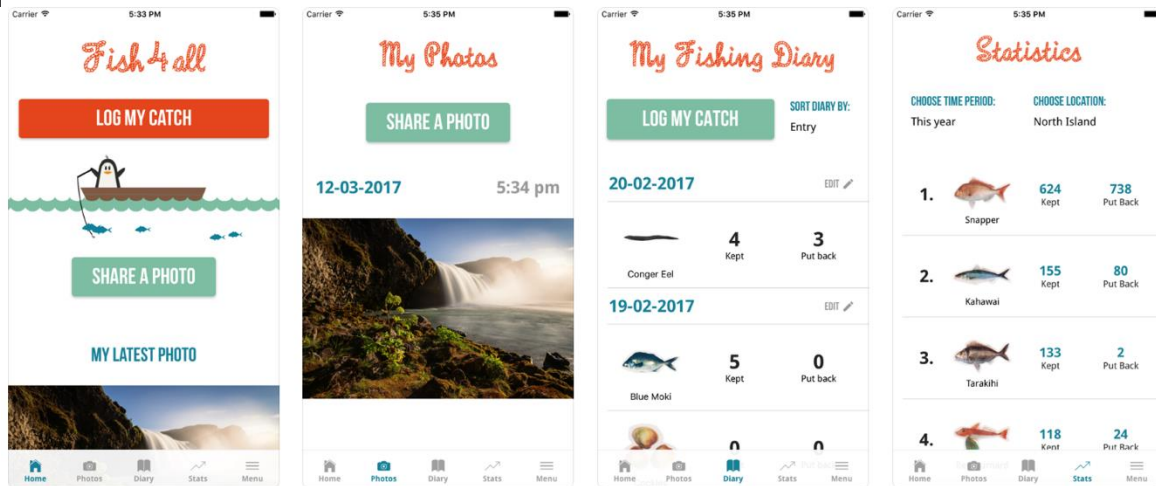 Carrier 5:33 PM
Fish 4 all
LOG MY CATCH
SHARE A PHOTO
MY LATEST PHOTO
Home Photos Diary Stats Menu
Carrier 5:35 PM
My Photos
SHARE A PHOTO
12-03-2017 5:34 pm
Home Photos Diary Stats Menu
Carrier 5:35 PM
My Fishing Diary
LOG MY CATCH
SORT DIARY BY:
Entry
20-02-2017 EDIT
4 3
Kept Put back
Conger Eel
19-02-2017 EDIT
5 0
Kept Put back
Blue Moki
0 0
Home Photos Diary Stats Menu
Carrier 5:35 PM
Statistics
CHOOSE TIME PERIOD: CHOOSE LOCATION:
This year North Island
1. 624 738
Kept Put Back
Snapper
2. 155 80
Kept Put Back
Kahawai
3. 133 2
Kept Put Back
Tarakihi
4. 118 24
Kept Put Back
Home Photos Diary Stats Menu